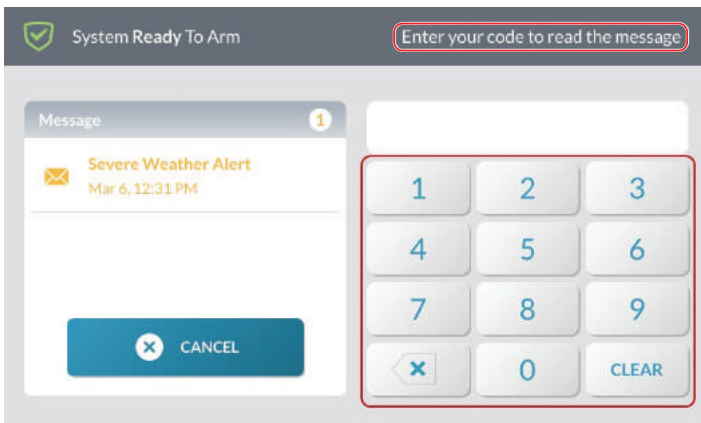 System Ready To Arm
Enter your code to read the message
Message 1
Severe Weather Alert
Mar 6, 12:31 PM
CANCEL
1 2 3
4 5 6
7 8 9
0 CLEAR